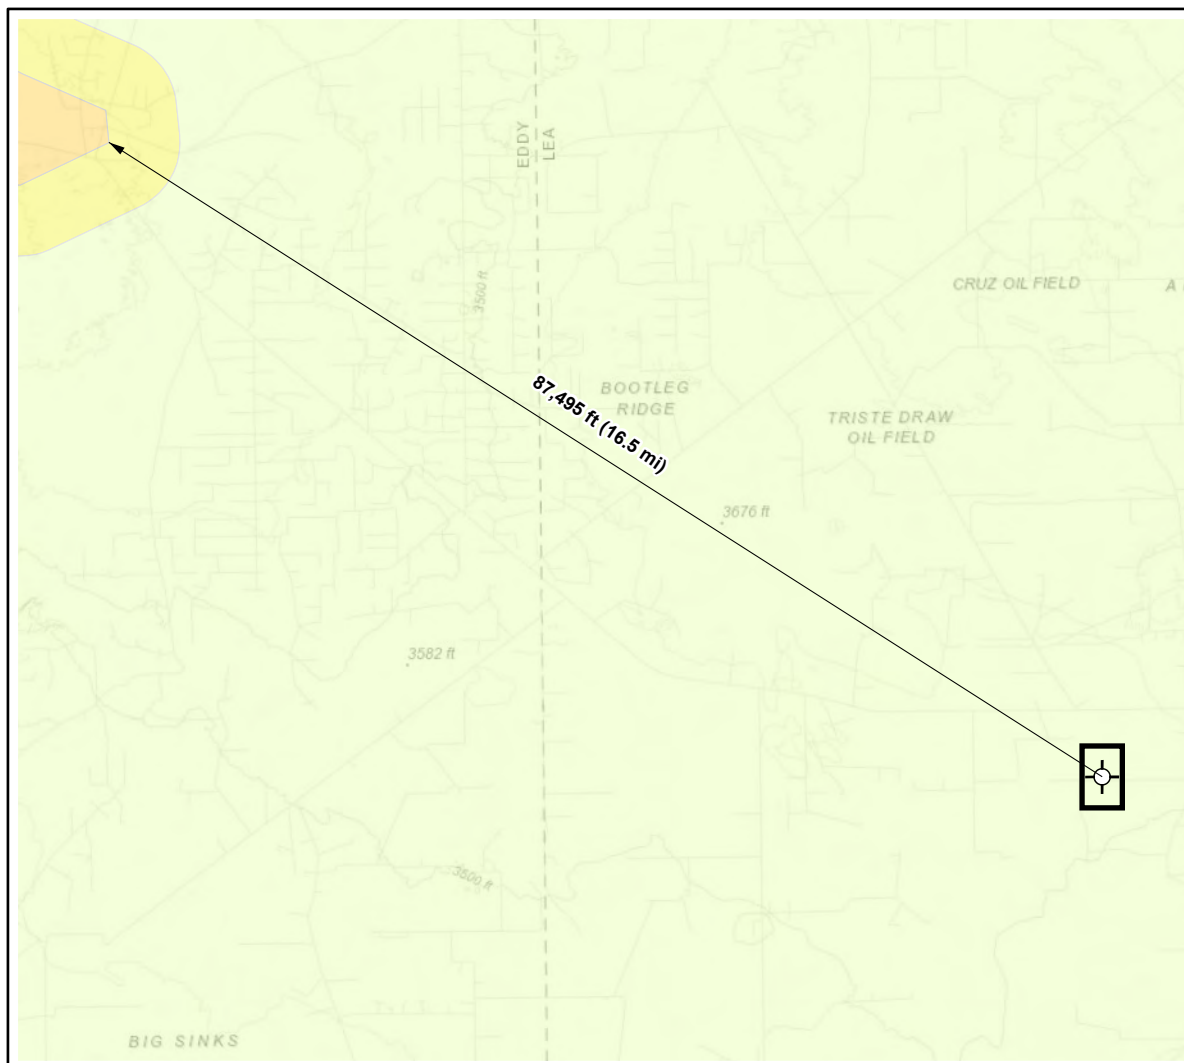 EDDY
LEA
3500 ft
CRUZ OIL FIELD
A
87,495 ft (16.5 mi)
BOOTLEG
RIDGE
TRISTE DRAW
OIL FIELD
3676 ft
3582 ft
3500 ft
BIG SINKS